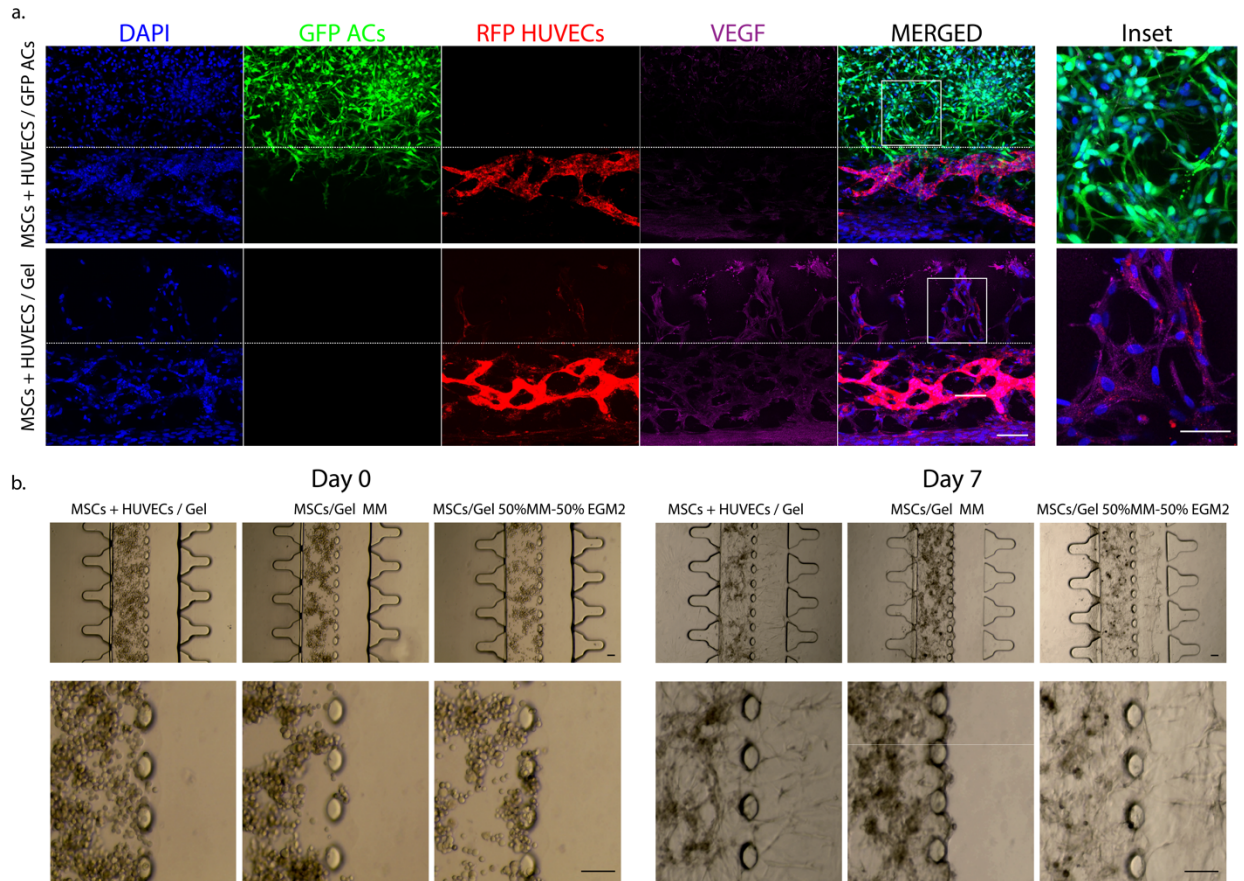 a.
DAPI GFP ACs RFP HUVECs VEGF MERGED Inset
MSCs + HUVECS / GFP ACs
MSCs + HUVECS / Gel
b.
Day 0 Day 7
MSCs + HUVECs / Gel MSCs/Gel MM MSCs/Gel 50%MM-50% EGM2 MSCs + HUVECs / Gel MSCs/Gel MM MSCs/Gel 50%MM-50% EGM2